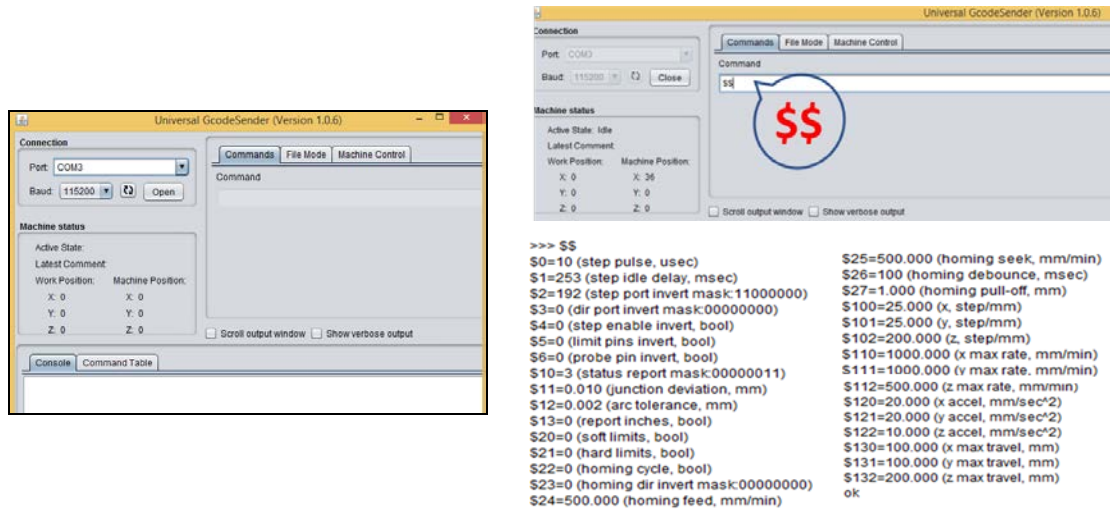 Universal GcodeSender (Version 1.0.6)
Connection
Port: COM3
Baud: 115200 Open
Machine status
Active State:
Latest Comment:
Work Position: Machine Position:
X: 0 X: 0
Y: 0 Y: 0
Z: 0 Z: 0
Commands File Mode Machine Control
Command
Scroll output window Show verbose output
Console Command Table
Universal GcodeSender (Version 1.0.6)
Connection
Port: COM3
Baud: 115200 Close
Machine status
Active State: Idle
Latest Comment:
Work Position: Machine Position:
X: 0 X: 36
Y: 0 Y: 0
Z: 0 Z: 0
Commands File Mode Machine Control
Command
$$
$$
Scroll output window Show verbose output
>>> $$
$0=10 (step pulse, usec)
$1=253 (step idle delay, msec)
$2=192 (step port invert mask:11000000)
$3=0 (dir port invert mask:00000000)
$4=0 (step enable invert, bool)
$5=0 (limit pins invert, bool)
$6=0 (probe pin invert, bool)
$10=3 (status report mask:00000011)
$11=0.010 (junction deviation, mm)
$12=0.002 (arc tolerance, mm)
$13=0 (report inches, bool)
$20=0 (soft limits, bool)
$21=0 (hard limits, bool)
$22=0 (homing cycle, bool)
$23=0 (homing dir invert mask:00000000)
$24=500.000 (homing feed, mm/min)
$25=500.000 (homing seek, mm/min)
$26=100 (homing debounce, msec)
$27=1.000 (homing pull-off, mm)
$100=25.000 (x, step/mm)
$101=25.000 (y, step/mm)
$102=200.000 (z, step/mm)
$110=1000.000 (x max rate, mm/min)
$111=1000.000 (y max rate, mm/min)
$112=500.000 (z max rate, mm/min)
$120=20.000 (x accel, mm/sec^2)
$121=20.000 (y accel, mm/sec^2)
$122=10.000 (z accel, mm/sec^2)
$130=100.000 (x max travel, mm)
$131=100.000 (y max travel, mm)
$132=200.000 (z max travel, mm)
ok